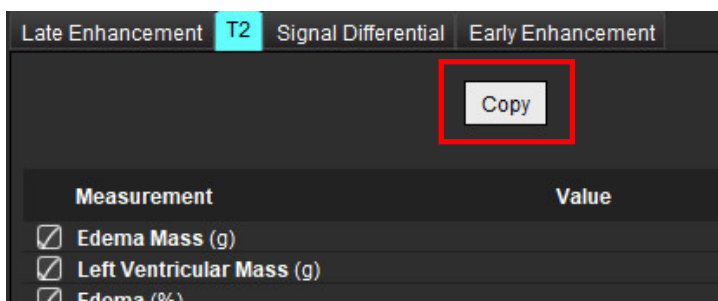 Late Enhancement T2 Signal Differential Early Enhancement
Copy
Measurement Value
Edema Mass (g)
Left Ventricular Mass (g)
Edema (%)